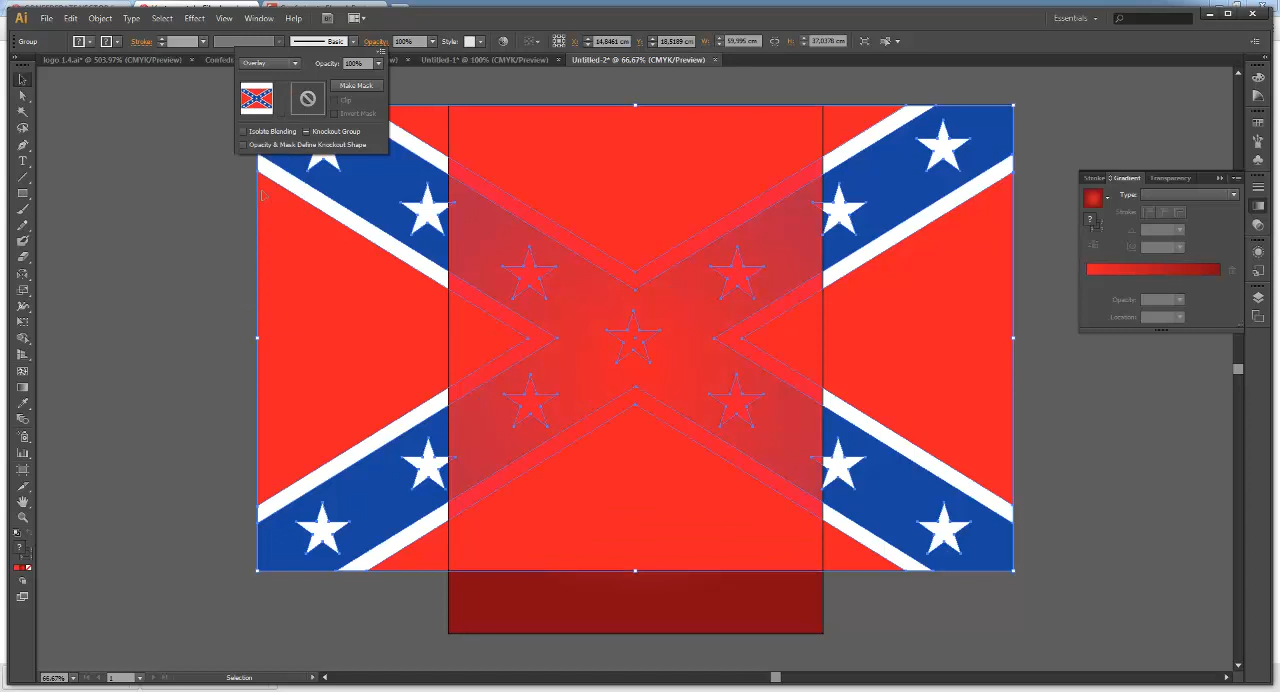 Ai File Edit Object Type Select Effect View Window Help Br Essentials
Group Stroke: Basic Opacity: 100% Style: X: 14,8461 cm Y: 18,5189 cm W: 59,995 cm H: 37,0376 cm
logo 1.4.ai* @ 503.97% (CMYK/Preview) Untitled-1* @ 100% (CMYK/Preview) Untitled-2* @ 66.67% (CMYK/Preview)
Overlay Opacity: 100%
Make Mask
Clip
Invert Mask
Isolate Blending Knockout Group
Opacity & Mask Define Knockout Shape
Stroke Gradient Transparency
Type:
Stroke:
Opacity:
Location:
66.67% 1 Selection